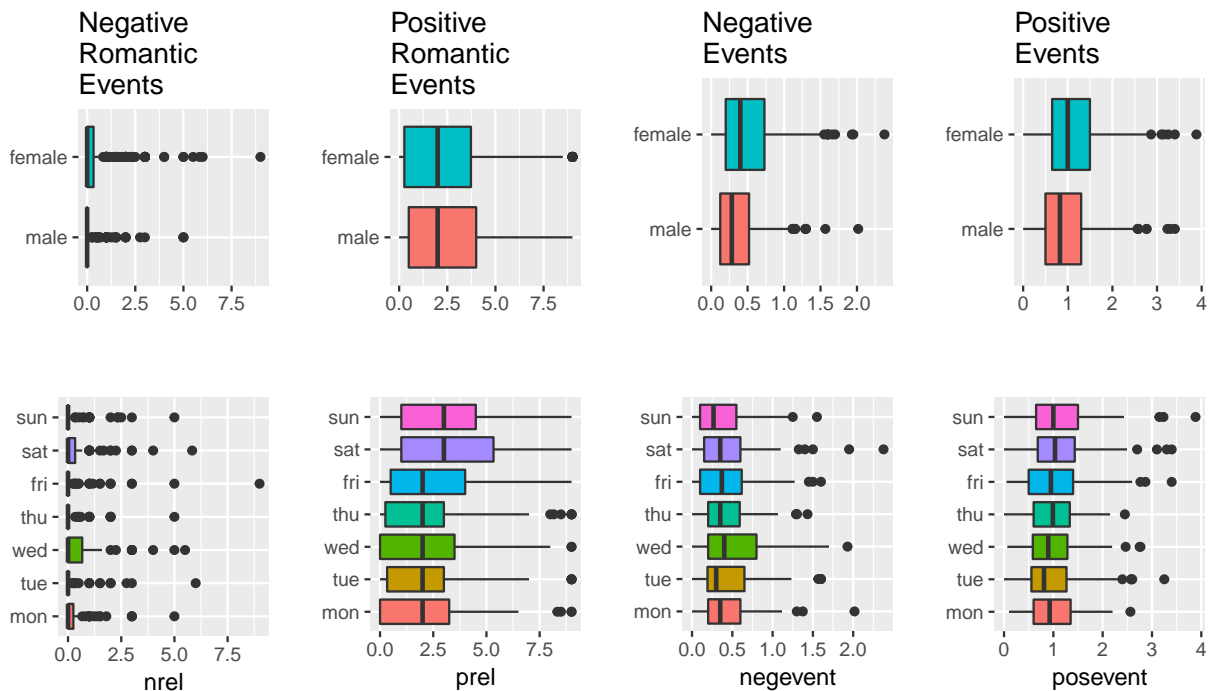 Negative
Romantic
Events
female
male
0.0 2.5 5.0 7.5
Positive
Romantic
Events
female
male
0.0 2.5 5.0 7.5
Negative
Events
female
male
0.0 0.5 1.0 1.5 2.0
Positive
Events
female
male
0 1 2 3 4
sun
sat
fri
thu
wed
tue
mon
0.0 2.5 5.0 7.5
nrel
sun
sat
fri
thu
wed
tue
mon
0.0 2.5 5.0 7.5
prel
sun
sat
fri
thu
wed
tue
mon
0.0 0.5 1.0 1.5 2.0
negevent
sun
sat
fri
thu
wed
tue
mon
0 1 2 3 4
posevent